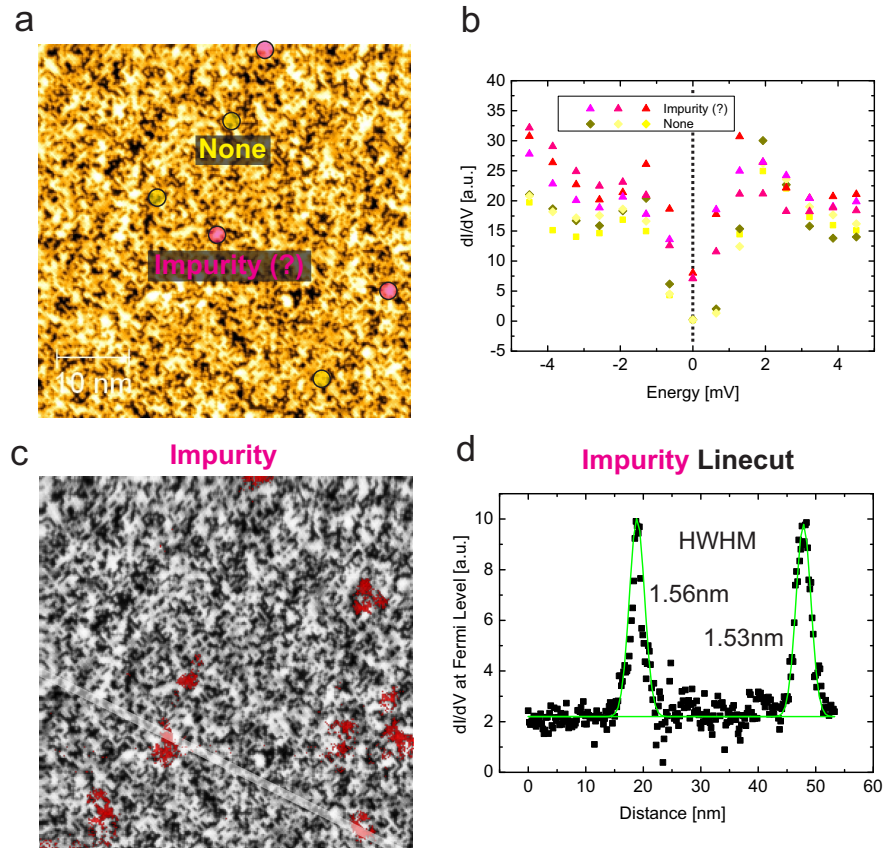 a
None
Impurity (?)
10 nm
b
40
35
30
25
20
15
10
5
0
-5
dI/dV [a.u.]
Impurity (?)
None
-4
-2
0
2
4
Energy [mV]
c
Impurity
d
Impurity Linecut
10
8
6
4
2
0
dI/dV at Fermi Level [a.u.]
HWHM
1.56nm
1.53nm
0
10
20
30
40
50
60
Distance [nm]